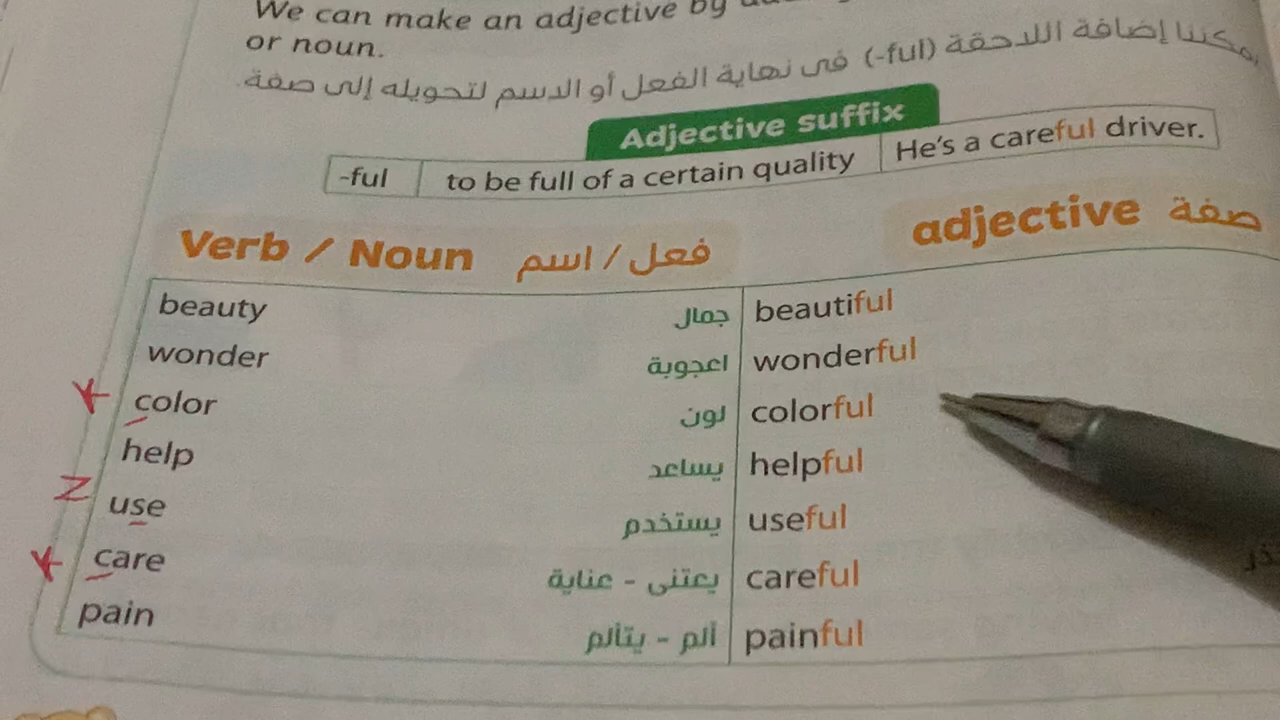 We can make an adjective by
or noun.
يمكننا إضافة اللاحقة (-ful) فى نهاية الفعل أو الاسم لتحويله إلى صفة
Adjective suffix
-ful to be full of a certain quality He's a careful driver.
Verb / Noun فعل / اسم adjective صفة
beauty جمال beautiful
wonder اعجوبة wonderful
K color لون colorful
help يساعد helpful
Z use يستخدم useful
K care يعتنى - عناية careful
pain ألم - يتألم painful